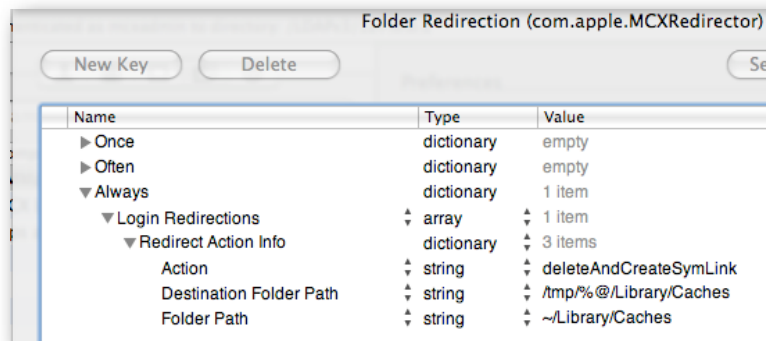 Folder Redirection (com.apple.MCXRedirector)
New Key Delete Se
Name Type Value
Once dictionary empty
Often dictionary empty
Always dictionary 1 item
Login Redirections array 1 item
Redirect Action Info dictionary 3 items
Action string deleteAndCreateSymLink
Destination Folder Path string /tmp/%@/Library/Caches
Folder Path string ~/Library/Caches